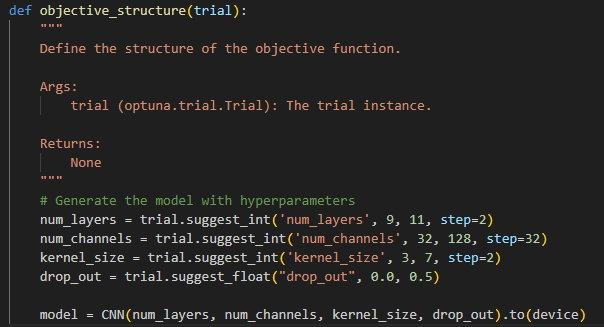 def objective_structure(trial):
"""
Define the structure of the objective function.
Args:
trial (optuna.trial.Trial): The trial instance.
Returns:
None
"""
# Generate the model with hyperparameters
num_layers = trial.suggest_int('num_layers', 9, 11, step=2)
num_channels = trial.suggest_int('num_channels', 32, 128, step=32)
kernel_size = trial.suggest_int('kernel_size', 3, 7, step=2)
drop_out = trial.suggest_float("drop_out", 0.0, 0.5)
model = CNN(num_layers, num_channels, kernel_size, drop_out).to(device)